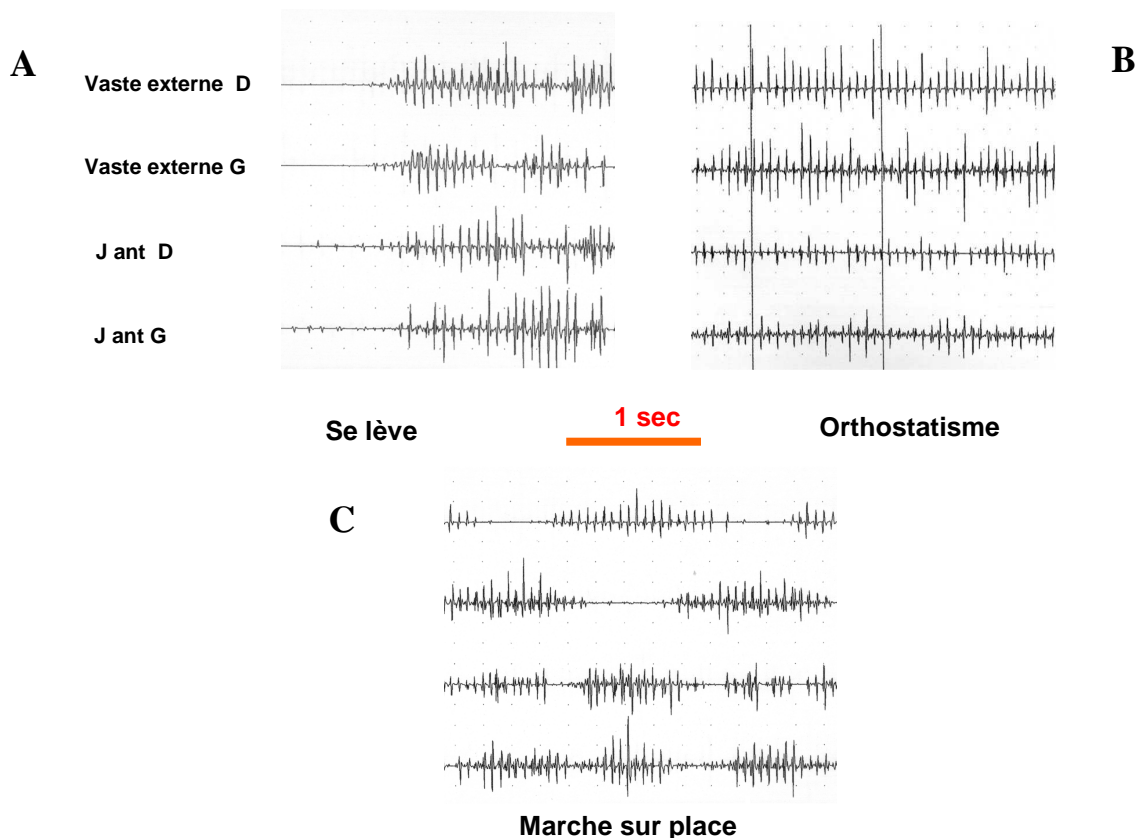 A
B
Vaste externe D
Vaste externe G
J ant D
J ant G
Se lève
1 sec
Orthostatisme
C
Marche sur place